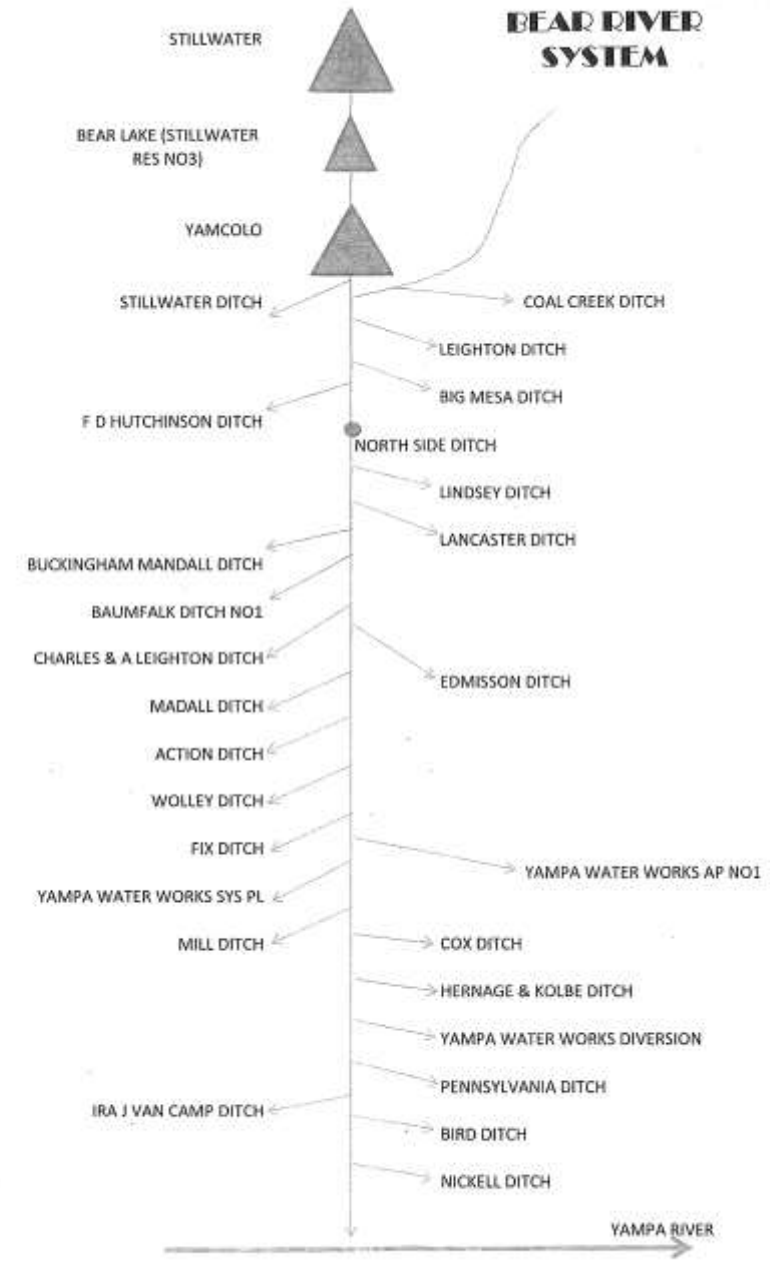 BEAR RIVER
SYSTEM
STILLWATER
BEAR LAKE (STILLWATER
RES NO3)
YAMCOLO
STILLWATER DITCH
COAL CREEK DITCH
LEIGHTON DITCH
BIG MESA DITCH
F D HUTCHINSON DITCH
NORTH SIDE DITCH
LINDSEY DITCH
LANCASTER DITCH
BUCKINGHAM MANDALL DITCH
BAUMFALK DITCH NO1
CHARLES & A LEIGHTON DITCH
EDMISSON DITCH
MADALL DITCH
ACTION DITCH
WOLLEY DITCH
FIX DITCH
YAMPA WATER WORKS AP NO1
YAMPA WATER WORKS SYS PL
MILL DITCH
COX DITCH
HERNAGE & KOLBE DITCH
YAMPA WATER WORKS DIVERSION
PENNSYLVANIA DITCH
IRA J VAN CAMP DITCH
BIRD DITCH
NICKELL DITCH
YAMPA RIVER